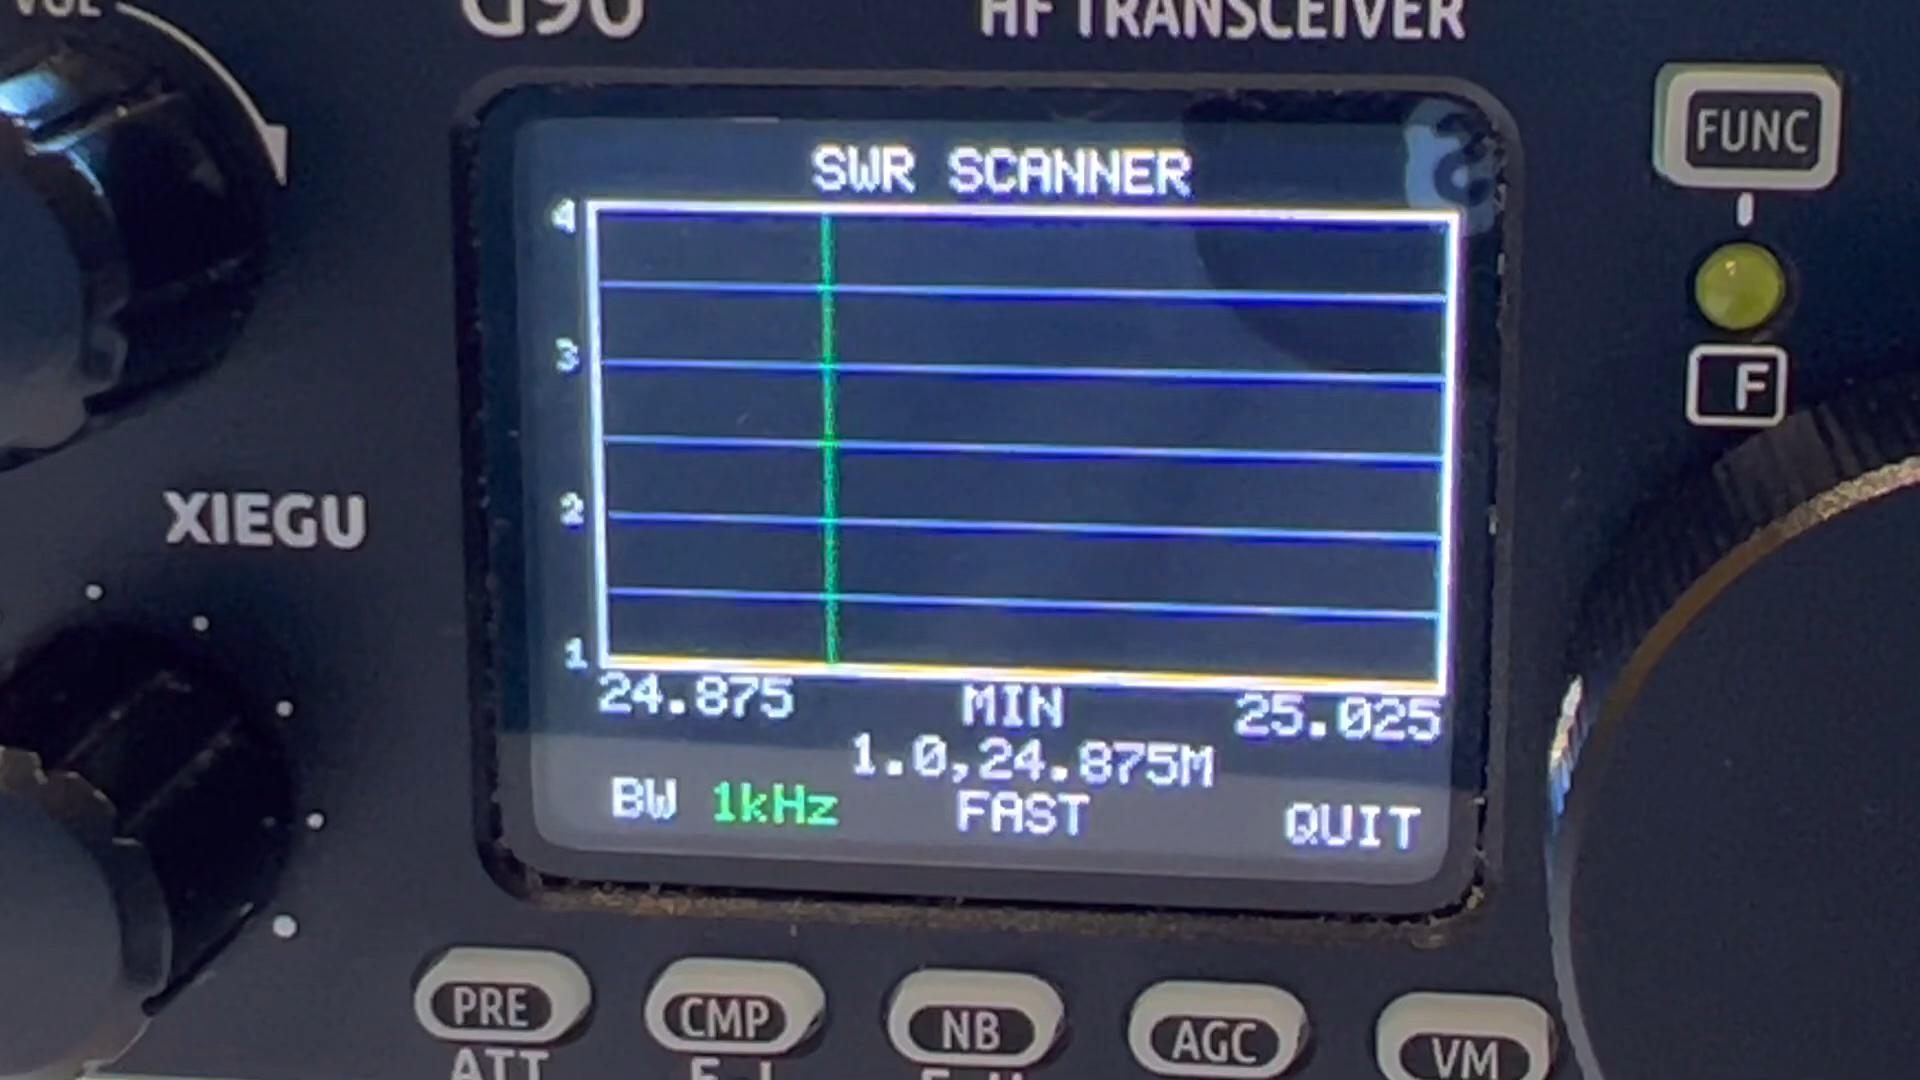 G90 HF TRANSCEIVER
FUNC
SWR SCANNER
4
3
F
XIEGU
2
1
24.875 MIN 25.025
1.0,24.875M
BW 1kHz FAST QUIT
PRE CMP NB AGC VM
ATT